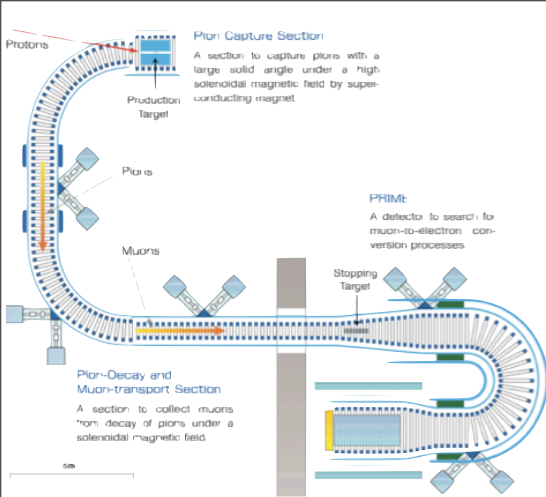 Protons
Pion Capture Section
A section to capture pions with a
large solid angle under a high
solenoidal magnetic field by super-
conducting magnet
Production
Target
Pions
PRIME
A detector to search for
muon-to-electron con-
version processes
Muons
Stopping
Target
Pion-Decay and
Muon-transport Section
A section to collect muons
from decay of pions under a
solenoidal magnetic field
5m